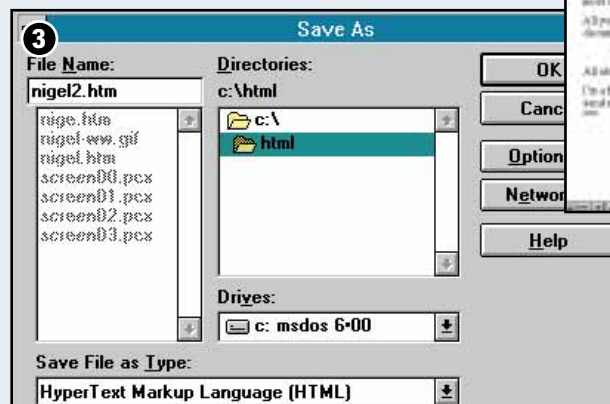 3
Save As
File Name:
nigel2.htm
nige.htm
nigel-ww.gif
nigel.htm
screen00.pcx
screen01.pcx
screen02.pcx
screen03.pcx
Directories:
c:\html
c:\
html
Drives:
c: msdos 6·00
Save File as Type:
HyperText Markup Language (HTML)
OK
Canc
Option
Networ
Help